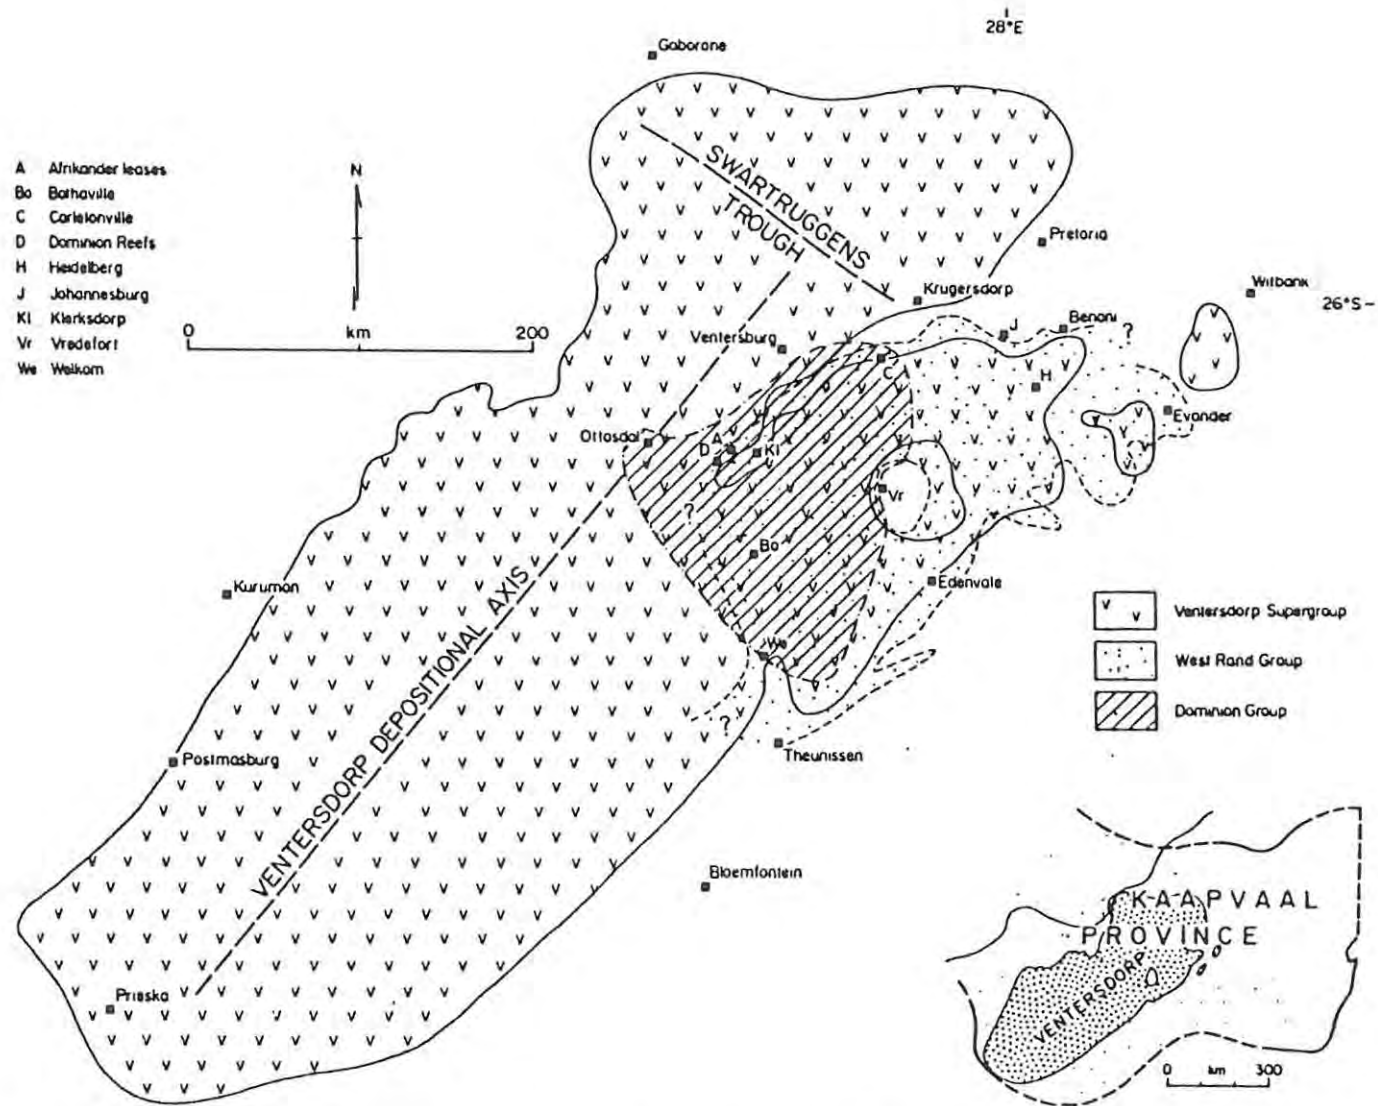 28°E
Gaborone
A Afrikander leases
Bo Bothaville
C Carletonville
D Dominion Reefs
H Heidelberg
J Johannesburg
Kl Klerksdorp
Vr Vredefort
We Welkom
N
0 km 200
SWARTRUGGENS
TROUGH
Pretoria
Krugersdorp
Witbank
26°S
Ventersburg
J
Benoni
?
C
H
Evander
Ottosdal
A
D
Kl
Vr
?
Bo
Kuruman
Edenvale
VENTERSDORP DEPOSITIONAL AXIS
We
Ventersdorp Supergroup
West Rand Group
Dominion Group
?
Theunissen
Postmasburg
Bloemfontein
Prieska
KAAPVAAL
PROVINCE
VENTERSDORP
0 km 300